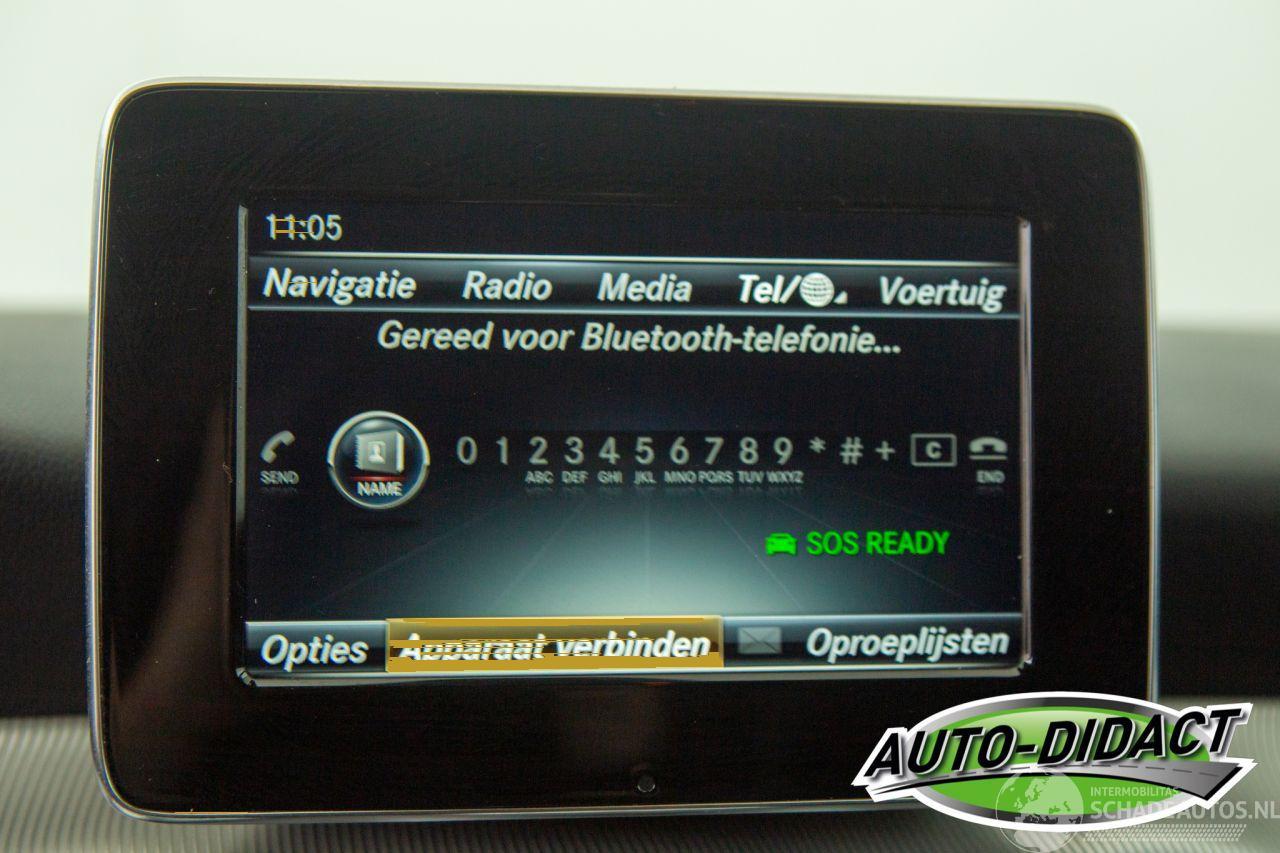 11:05
Navigatie Radio Media Tel/ Voertuig
Gereed voor Bluetooth-telefonie...
0 1 2 3 4 5 6 7 8 9 * # + C
SEND NAME ABC DEF GHI JKL MNO PQRS TUV WXYZ END
SOS READY
Opties Apparaat verbinden Oproeplijsten
AUTO-DIDACT
INTERMOBILITAS
SCHADEAUTOS.NL